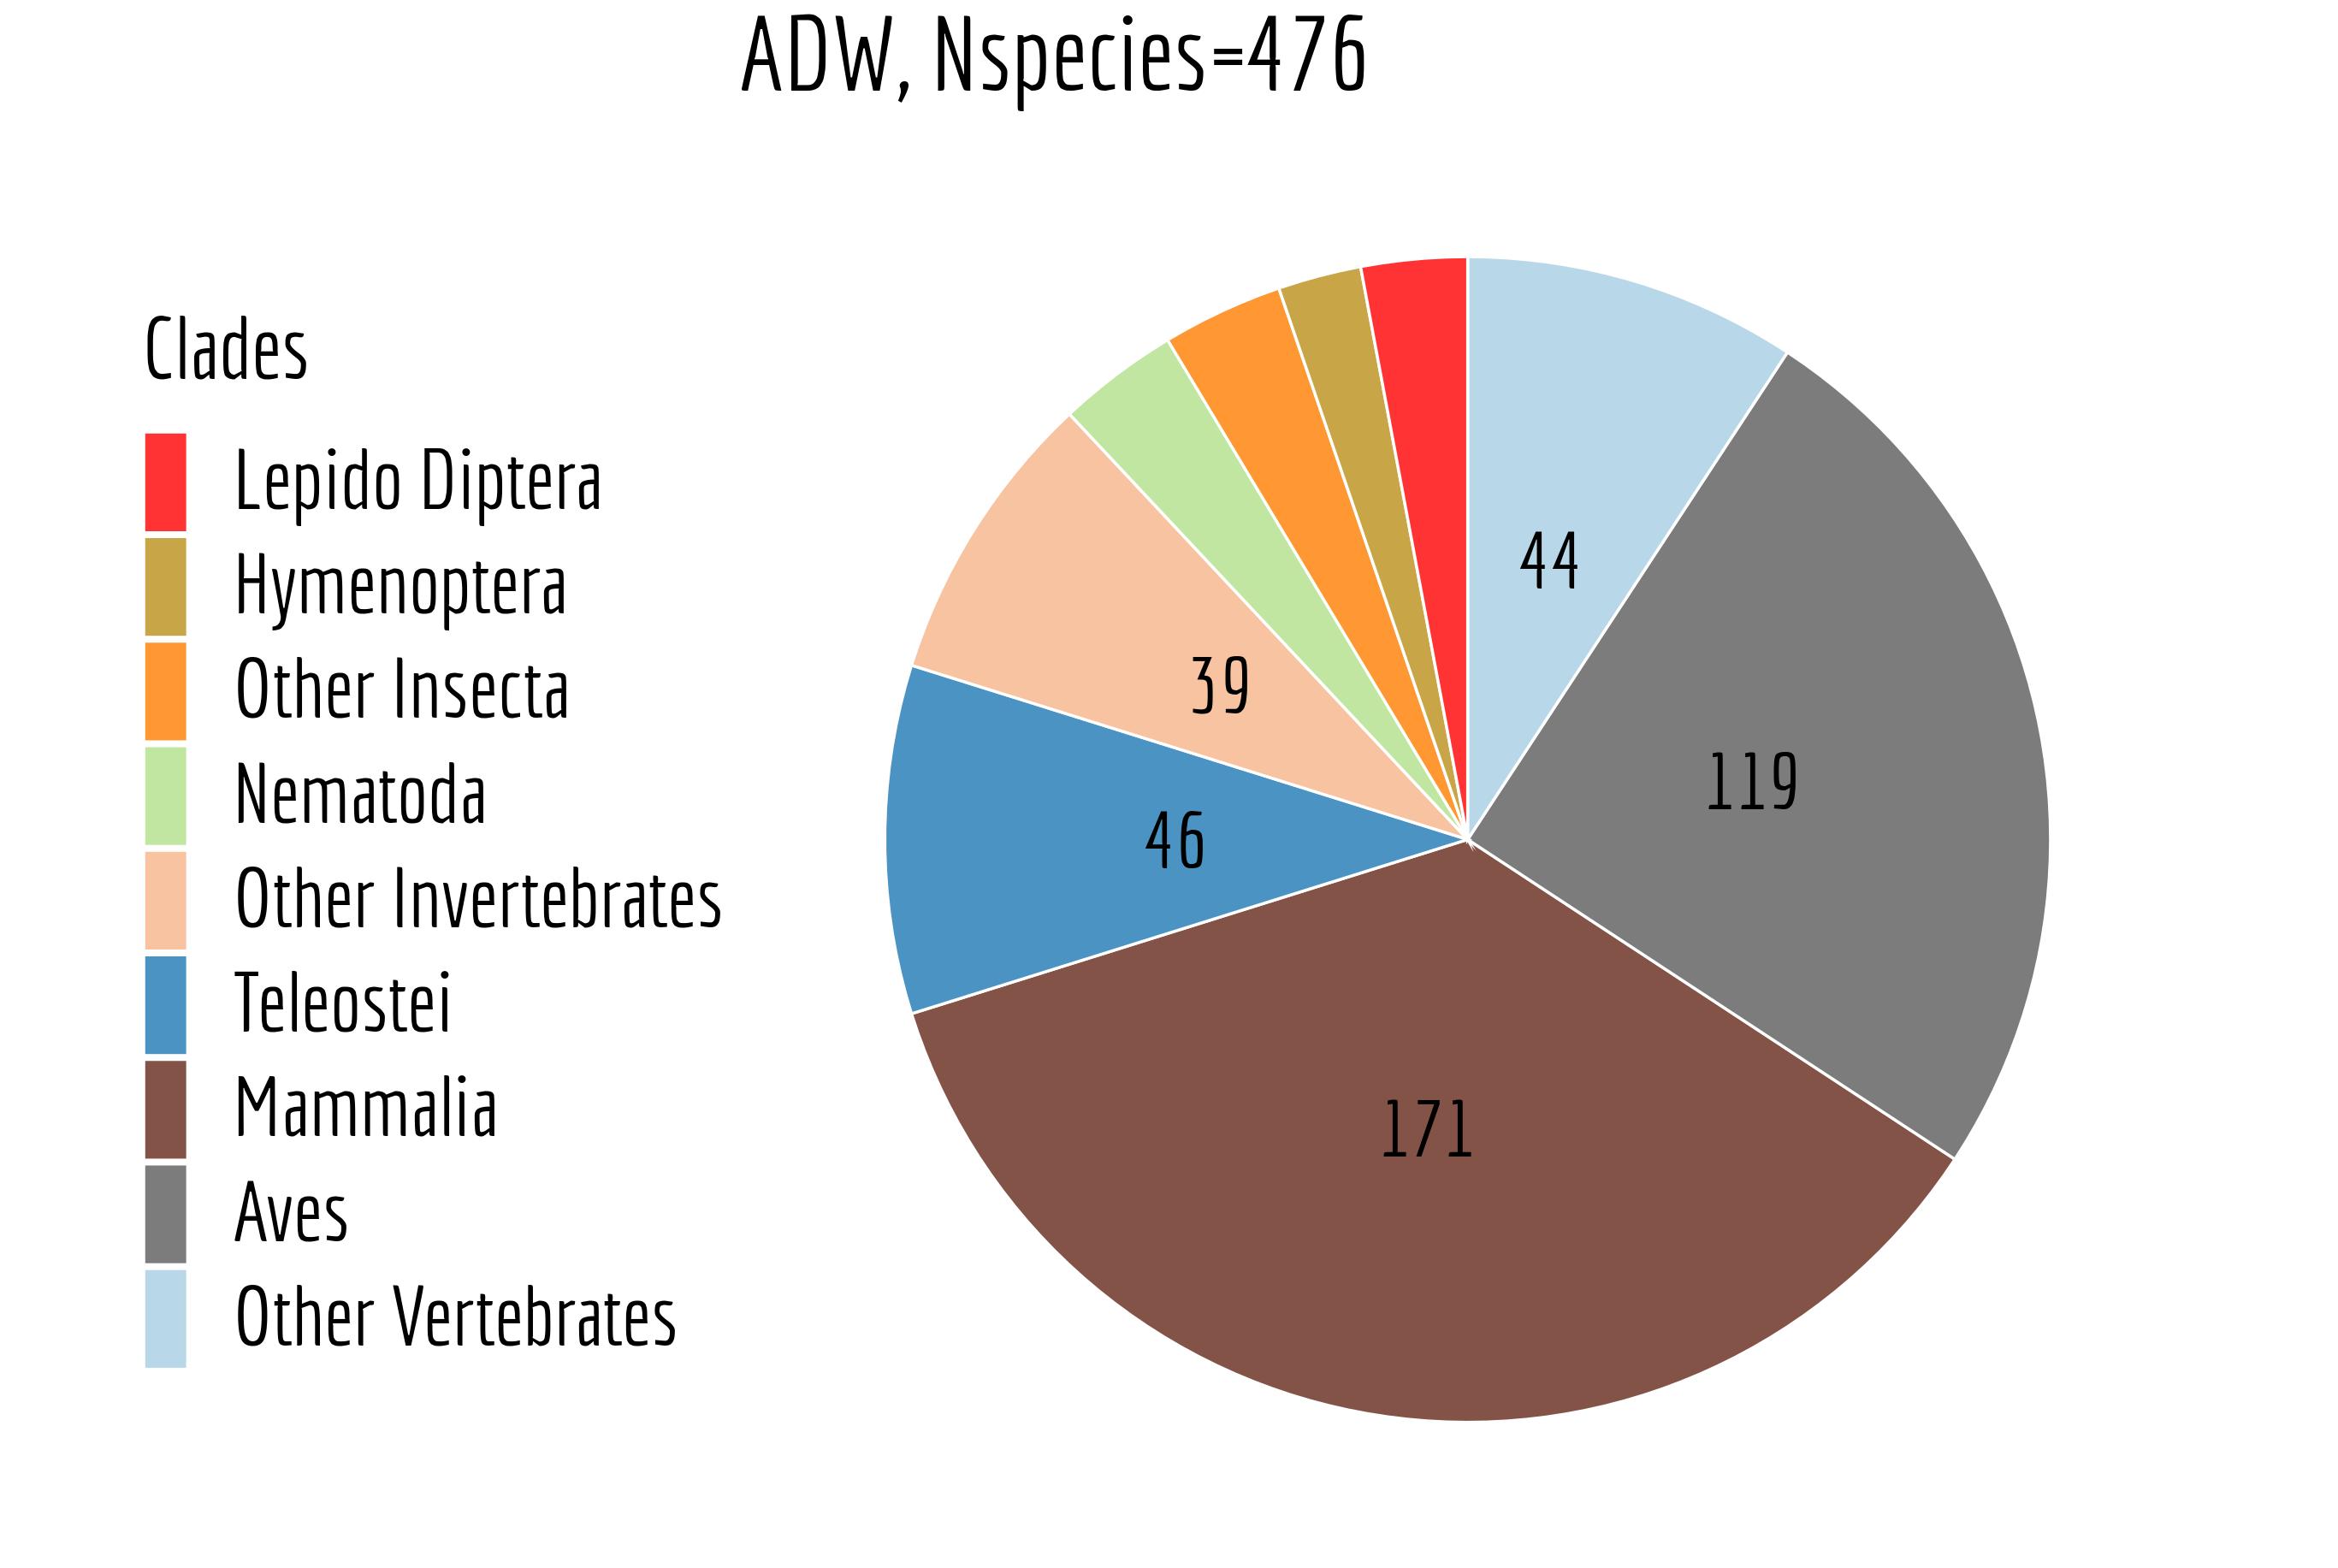 ADW, Nspecies=476
Clades
Lepido Diptera
Hymenoptera
Other Insecta
Nematoda
Other Invertebrates
Teleostei
Mammalia
Aves
Other Vertebrates
44
39
119
46
171